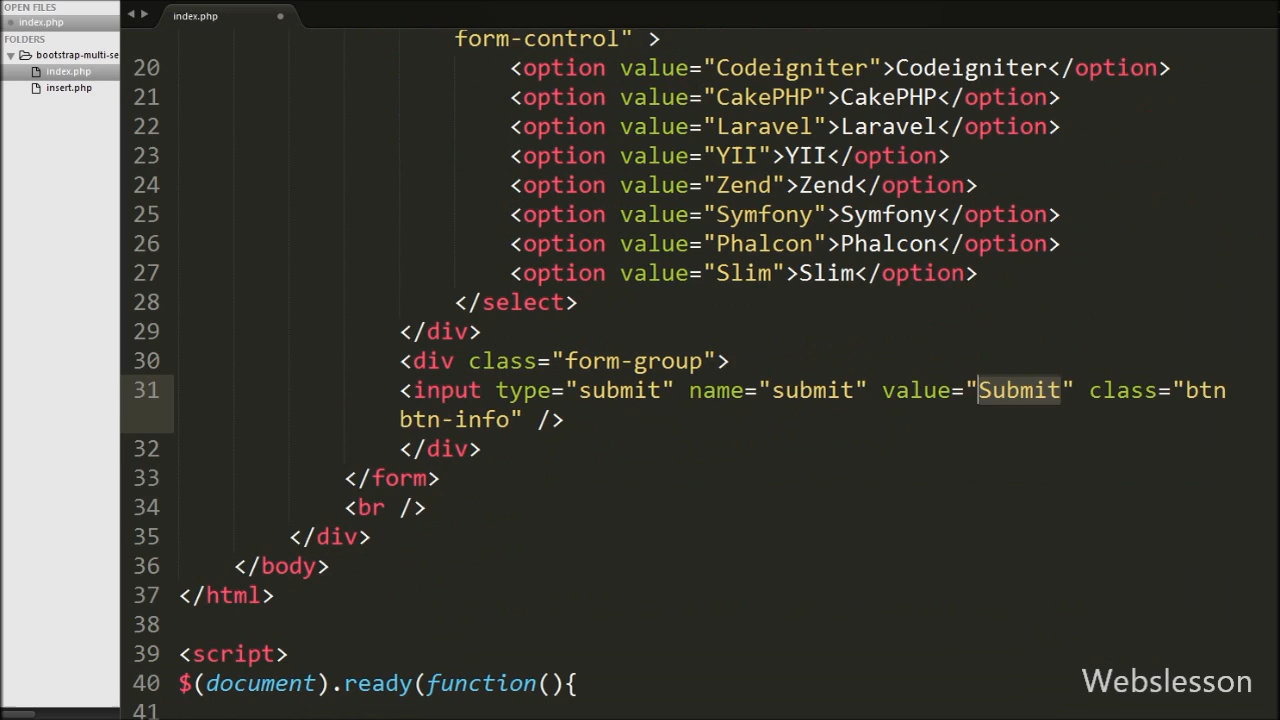 OPEN FILES
index.php
FOLDERS
bootstrap-multi-se
index.php
insert.php
index.php
form-control" >
20 <option value="Codeigniter">Codeigniter</option>
21 <option value="CakePHP">CakePHP</option>
22 <option value="Laravel">Laravel</option>
23 <option value="YII">YII</option>
24 <option value="Zend">Zend</option>
25 <option value="Symfony">Symfony</option>
26 <option value="Phalcon">Phalcon</option>
27 <option value="Slim">Slim</option>
28 </select>
29 </div>
30 <div class="form-group">
31 <input type="submit" name="submit" value="Submit" class="btn
btn-info" />
32 </div>
33 </form>
34 <br />
35 </div>
36 </body>
37 </html>
38
39 <script>
40 $(document).ready(function(){
41
Webslesson